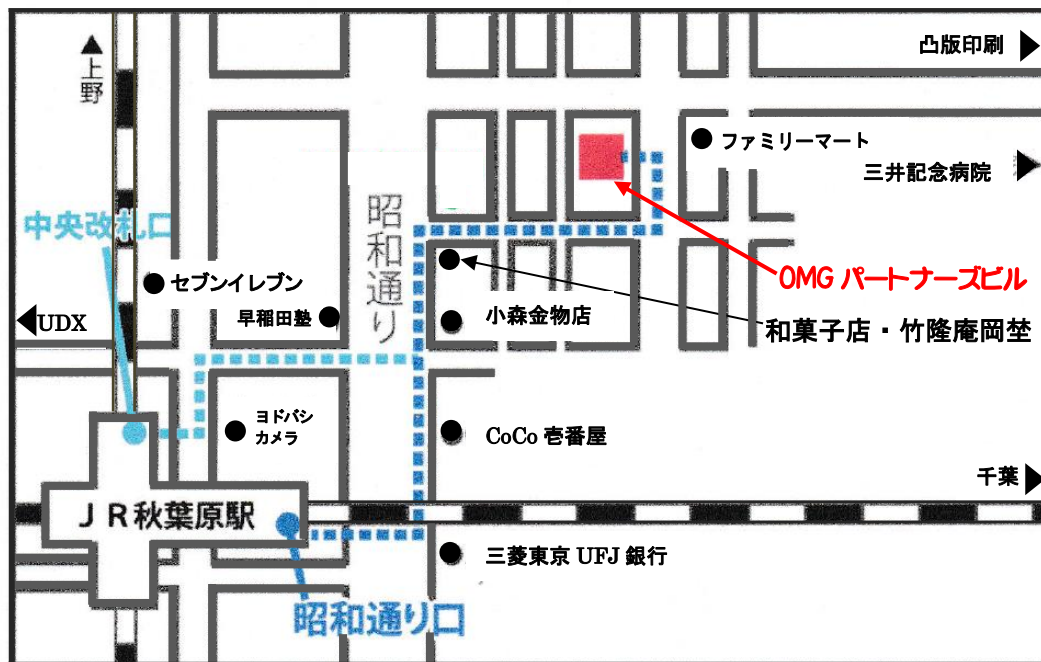 凸版印刷
▲上野
ファミリーマート
三井記念病院
昭和通り
中央改札口
OMG パートナーズビル
セブンイレブン
早稲田塾
小森金物店
UDX
和菓子店・竹隆庵岡埜
ヨドバシ
カメラ
CoCo 壱番屋
千葉
JR秋葉原駅
三菱東京 UFJ 銀行
昭和通り口